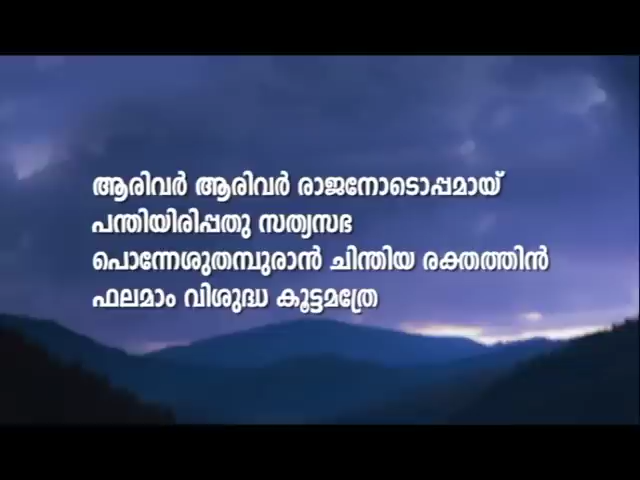 ആരിവർ ആരിവർ രാജനോടൊപ്പമായ്
പന്തിയിരിപ്പതു സത്യസഭ
പൊന്നേശുതമ്പുരാൻ ചിന്തിയ രക്തത്തിൻ
ഫലമാം വിശുദ്ധ കൂട്ടമത്രേ